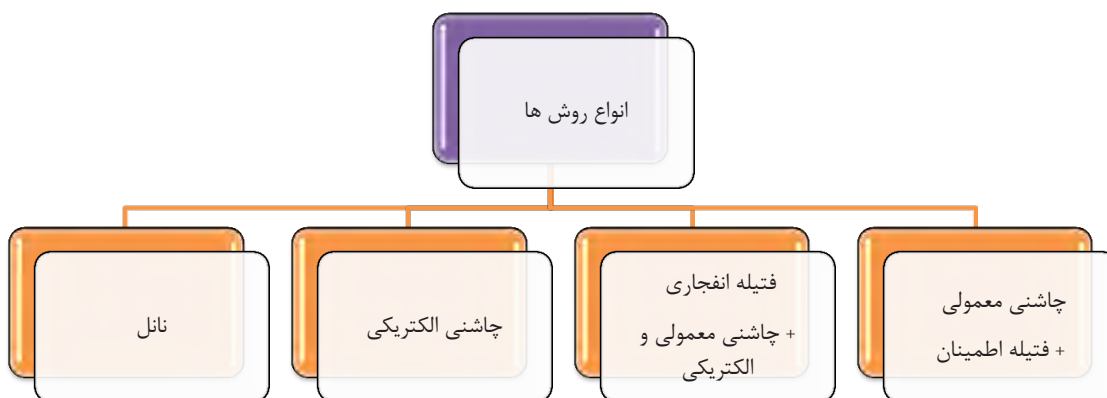 انواع روش ها
چاشنی معمولی
+ فتیله اطمینان
فتیله انفجاری
+ چاشنی معمولی و
الکتریکی
چاشنی الکتریکی
نانل